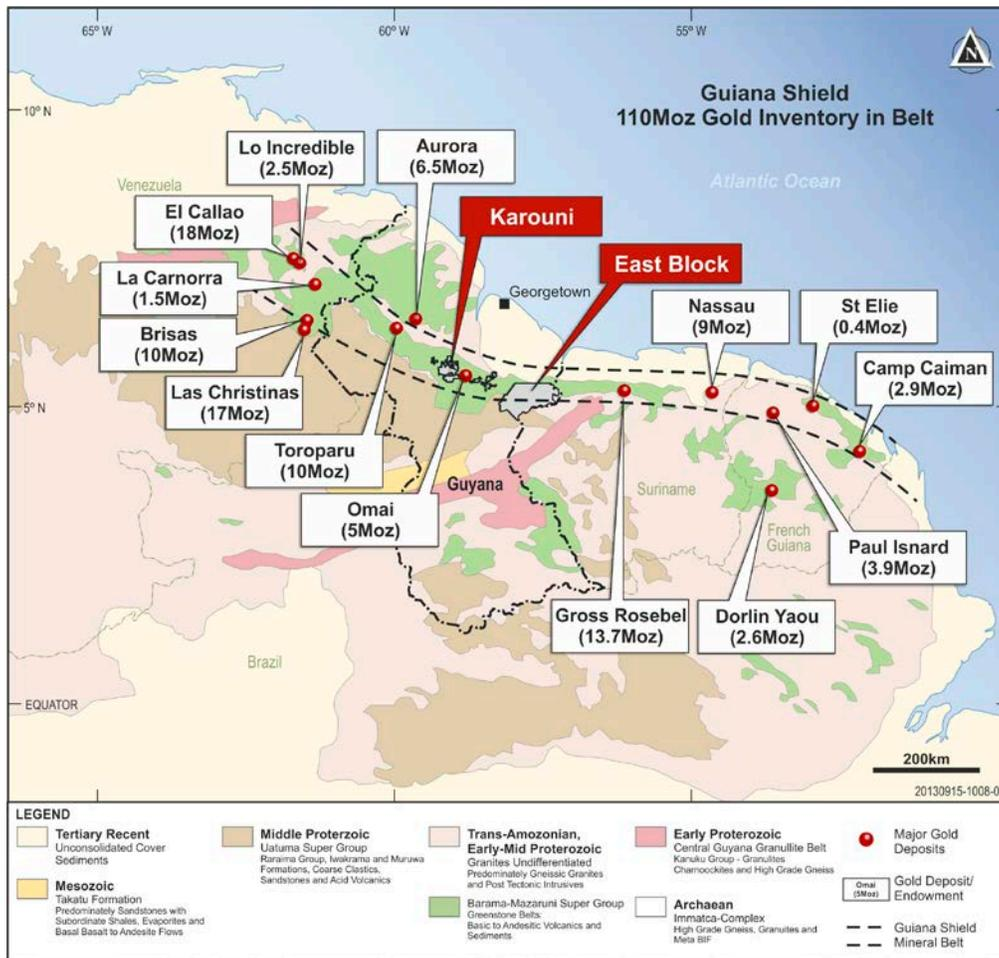 65° W
60° W
55° W
N
10° N
Guiana Shield
110Moz Gold Inventory in Belt
Lo Incredible
(2.5Moz)
Aurora
(6.5Moz)
Atlantic Ocean
Venezuela
El Callao
(18Moz)
Karouni
La Carnorra
(1.5Moz)
East Block
Georgetown
Nassau
(9Moz)
St Elie
(0.4Moz)
Brisas
(10Moz)
Camp Caiman
(2.9Moz)
Las Christinas
(17Moz)
5° N
Toroparu
(10Moz)
Guyana
Suriname
Omai
(5Moz)
French
Guiana
Paul Isnard
(3.9Moz)
Gross Rosebel
(13.7Moz)
Dorlin Yaou
(2.6Moz)
Brazil
EQUATOR
200km
20130915-1008-0
LEGEND
Tertiary Recent
Unconsolidated Cover
Sediments
Mesozoic
Takatu Formation
Predominately Sandstones with
Subordinate Shales, Evaporites and
Basal Basalt to Andesite Flows
Middle Proterzoic
Uatuma Super Group
Raraima Group, Iwakrama and Muruwa
Formations, Coarse Clastics,
Sandstones and Acid Volcanics
Trans-Amozonian,
Early-Mid Proterozoic
Granites Undifferentiated
Predominately Gneissic Granites
and Post Tectonic Intrusives
Barama-Mazaruni Super Group
Greenstone Belts:
Basic to Andesitic Volcanics and
Sediments
Early Proterozoic
Central Guyana Granullite Belt
Kanuku Group - Granulites
Charnoockites and High Grade Gneiss
Archaean
Immatca-Complex
High Grade Gneiss, Granuites and
Meta BIF
Major Gold
Deposits
Omai
(5Moz)
Gold Deposit/
Endowment
Guiana Shield
Mineral Belt